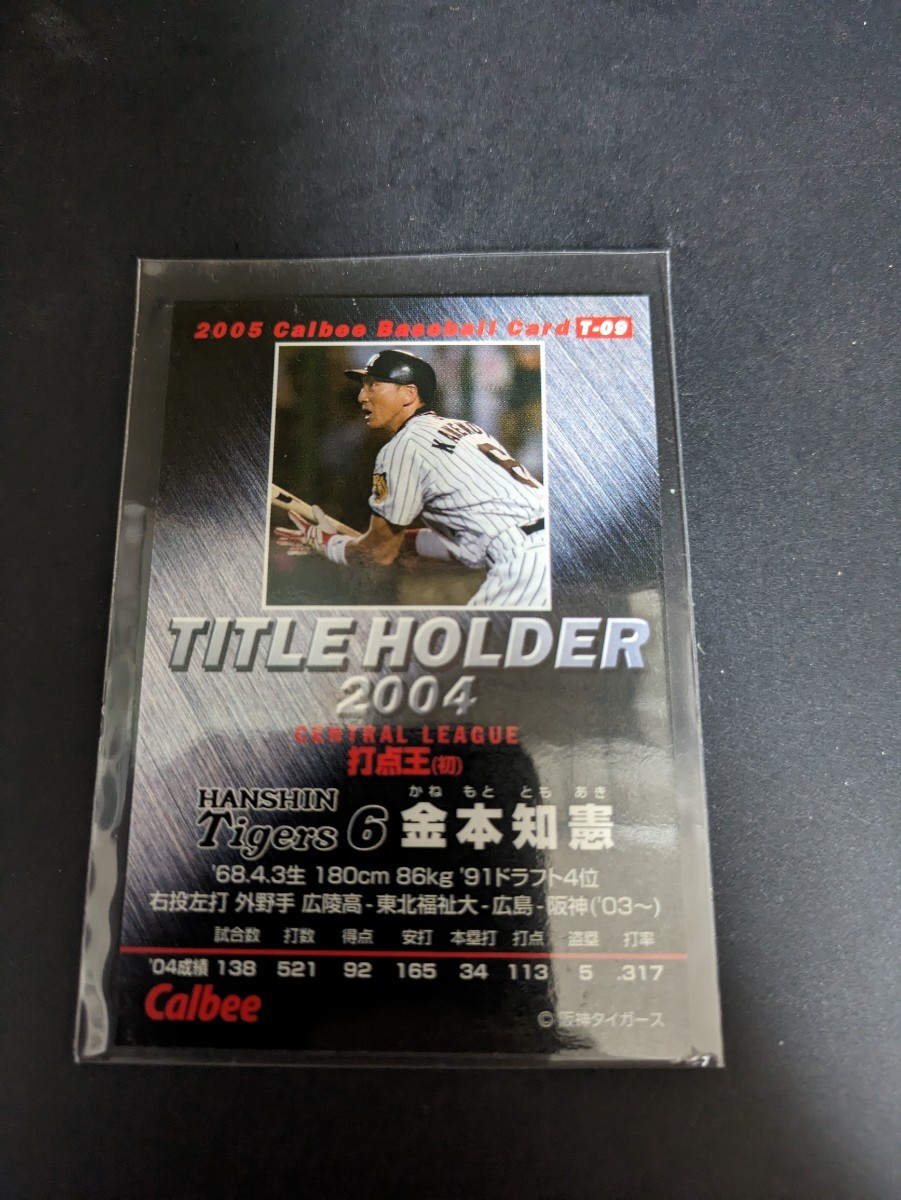 2005 Calbee Baseball Card T-09
TITLE HOLDER
2004
CENTRAL LEAGUE
打点王(初)
かね もと とも あき
HANSHIN
Tigers 6 金本知憲
'68.4.3生 180cm 86kg '91ドラフト4位
右投左打 外野手 広陵高-東北福祉大-広島-阪神('03〜)
試合数 打数 得点 安打 本塁打 打点 盗塁 打率
'04成績 138 521 92 165 34 113 5 .317
Calbee
© 阪神タイガース